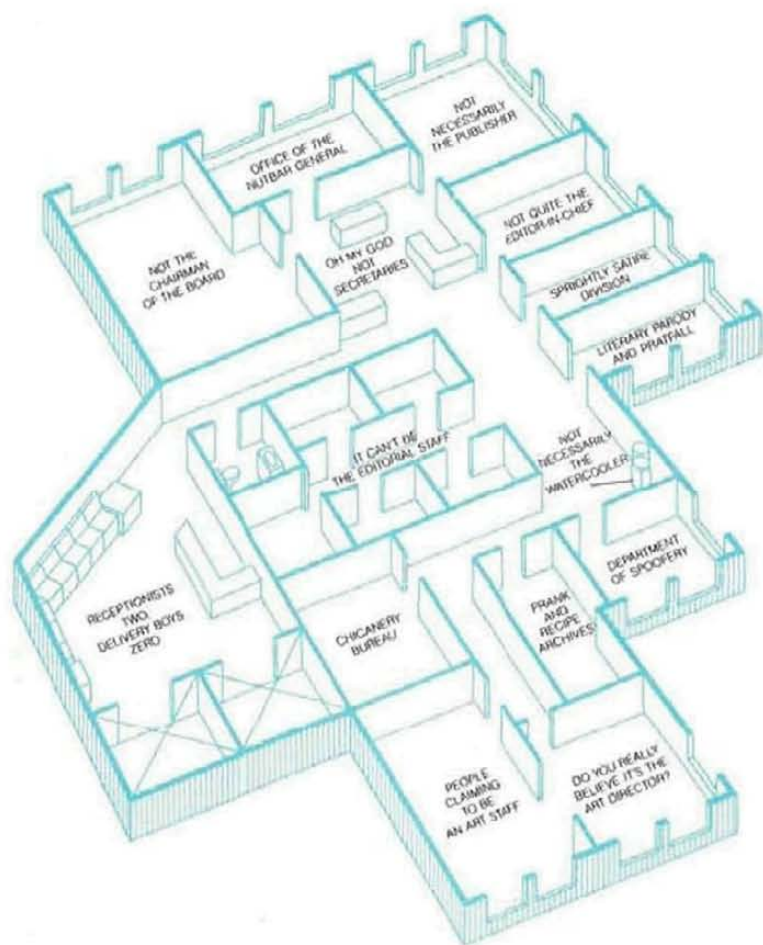 NOT
NECESSARILY
THE PUBLISHER
OFFICE OF THE
NUTBAR GENERAL
NOT QUITE THE
EDITOR-IN-CHIEF
NOT THE
CHAIRMAN
OF THE BOARD
OH MY GOD
NOT
SECRETARIES
SPRIGHTLY SATIRE
DIVISION
LITERARY PARODY
AND PRATFALL
IT CAN'T BE
THE EDITORIAL STAFF
NOT
NECESSARILY
THE
WATERCOOLER
DEPARTMENT
OF SPOOFERY
RECEPTIONISTS
TWO,
DELIVERY BOYS
ZERO
CHICANERY
BUREAU
PRANK
AND
RECIPE
ARCHIVES
PEOPLE
CLAIMING
TO BE
AN ART STAFF
DO YOU REALLY
BELIEVE IT'S THE
ART DIRECTOR?